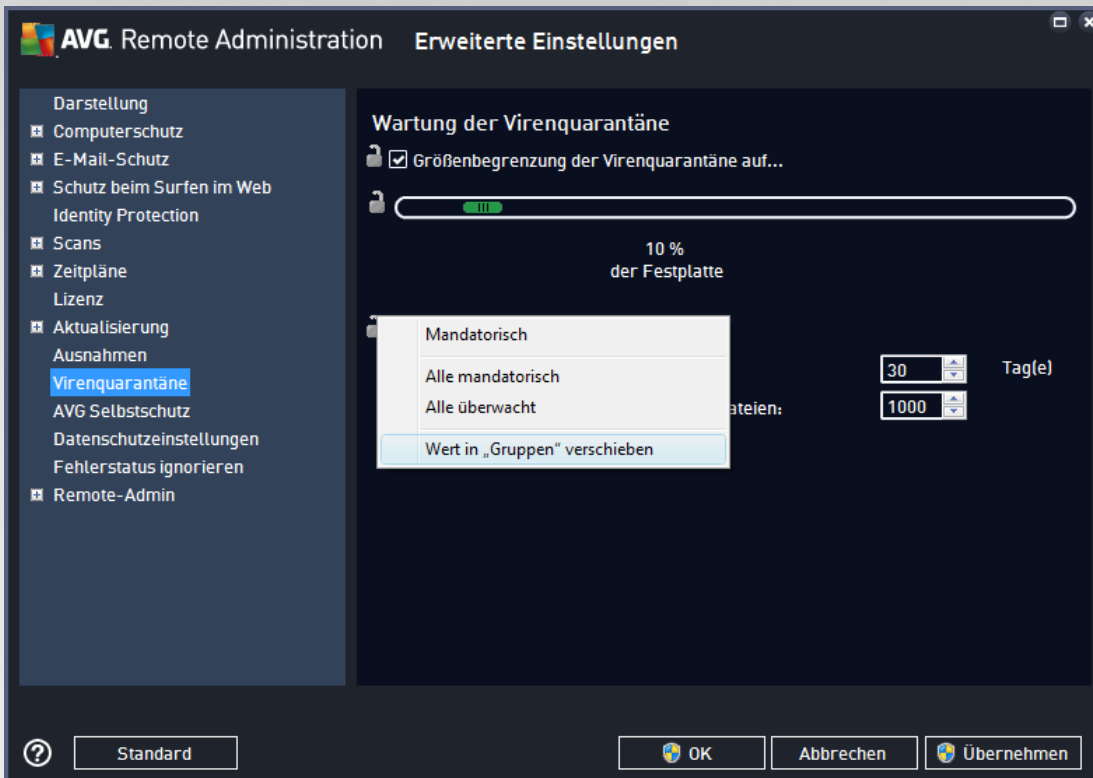 AVG. Remote Administration Erweiterte Einstellungen
Darstellung
Computerschutz
E-Mail-Schutz
Schutz beim Surfen im Web
Identity Protection
Scans
Zeitpläne
Lizenz
Aktualisierung
Ausnahmen
Virenquarantäne
AVG Selbstschutz
Datenschutzeinstellungen
Fehlerstatus ignorieren
Remote-Admin
Wartung der Virenquarantäne
Größenbegrenzung der Virenquarantäne auf...
10 %
der Festplatte
Mandatorisch
Alle mandatorisch
Alle überwacht
Wert in „Gruppen“ verschieben
30 Tag(e)
ateien: 1000
? Standard OK Abbrechen Übernehmen